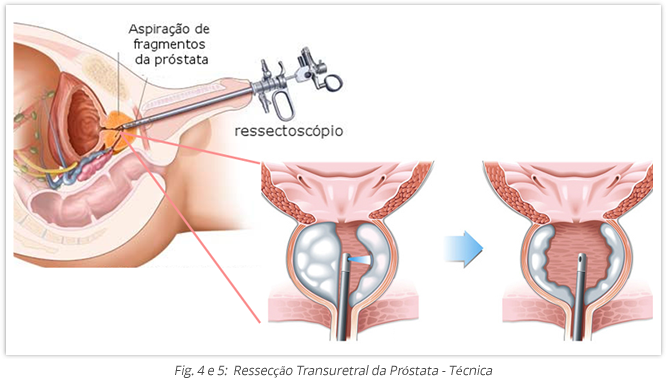 Aspiração de
fragmentos
da próstata
ressectoscópio
Fig. 4 e 5: Ressecção Transuretral da Próstata - Técnica